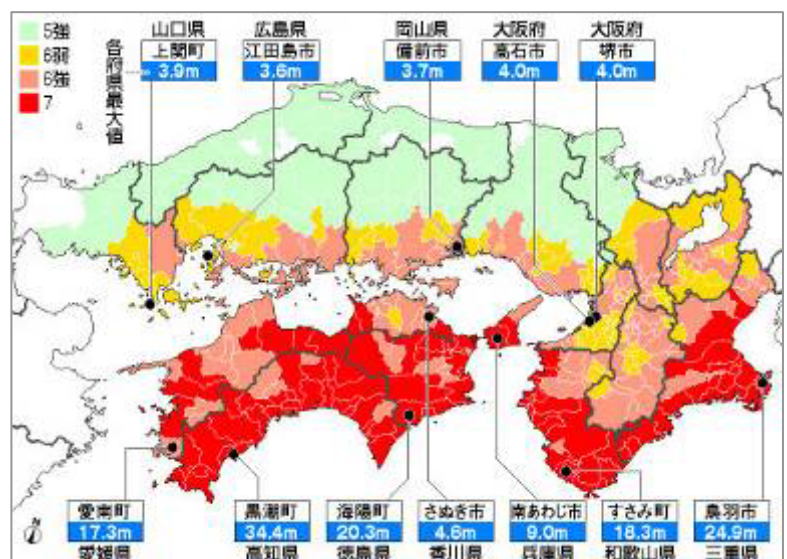 5強
6弱
6強
7
各府県最大値
山口県
上関町
3.9m
広島県
江田島市
3.6m
岡山県
備前市
3.7m
大阪府
高石市
4.0m
大阪府
堺市
4.0m
愛南町
17.3m
愛媛県
黒潮町
34.4m
高知県
海陽町
20.3m
徳島県
さぬき市
4.6m
香川県
南あわじ市
9.0m
兵庫県
すさみ町
18.3m
和歌山県
鳥羽市
24.9m
三重県
N